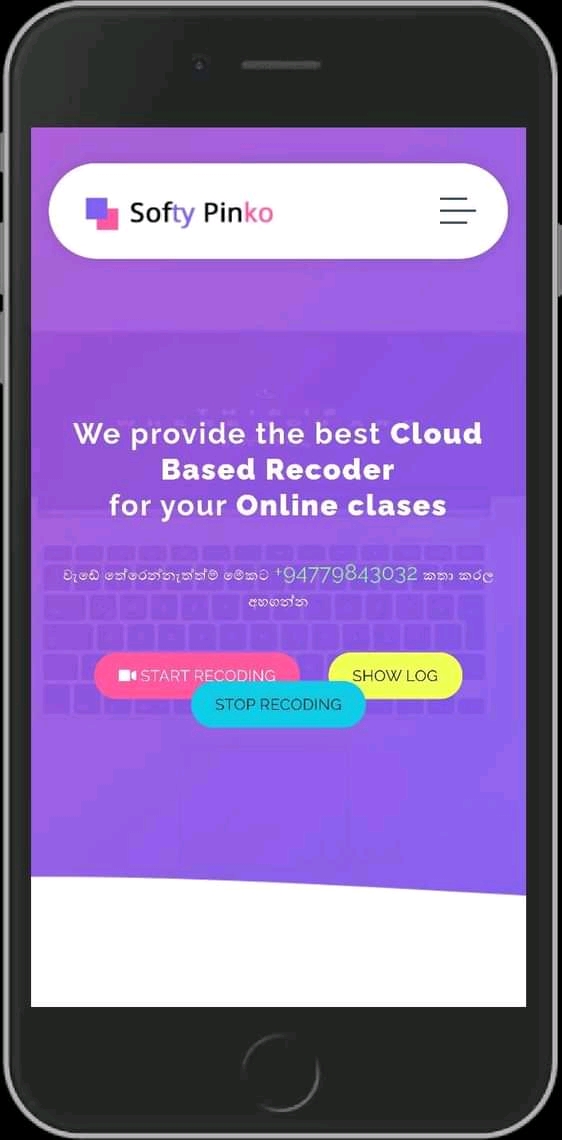 Softy Pinko
We provide the best Cloud
Based Recoder
for your Online clases
වැඩේ තේරෙන්නැත්ත්ම් මේකට +94779843032 කතා කරල
අහගන්න
START RECODING
SHOW LOG
STOP RECODING